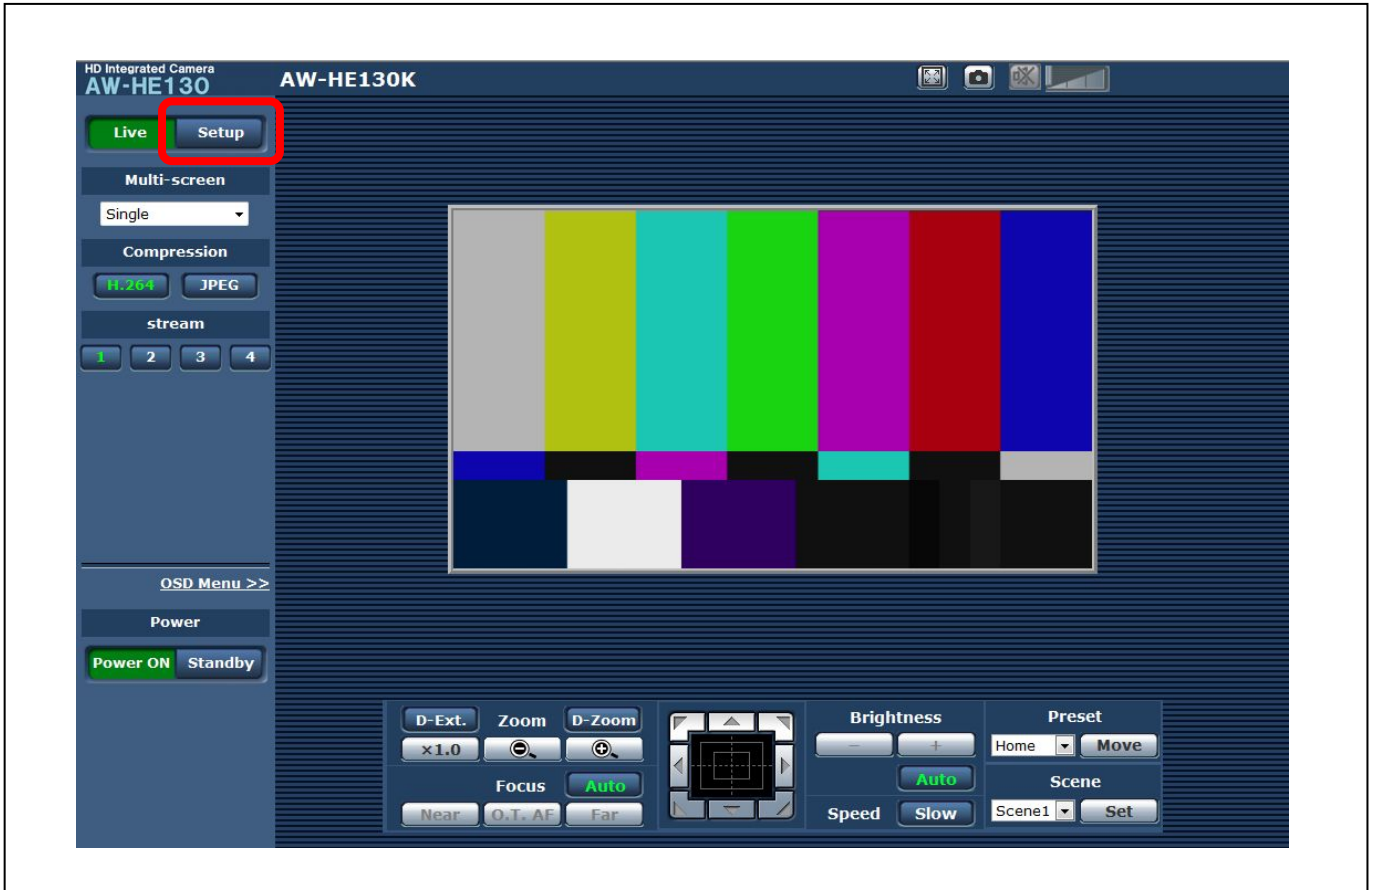 HD Integrated Camera
AW-HE130
AW-HE130K
Live Setup
Multi-screen
Single
Compression
H.264 JPEG
stream
1 2 3 4
OSD Menu >>
Power
Power ON Standby
D-Ext. Zoom D-Zoom
×1.0
Focus Auto
Near O.T. AF Far
Brightness
- +
Auto
Speed Slow
Preset
Home Move
Scene
Scene1 Set